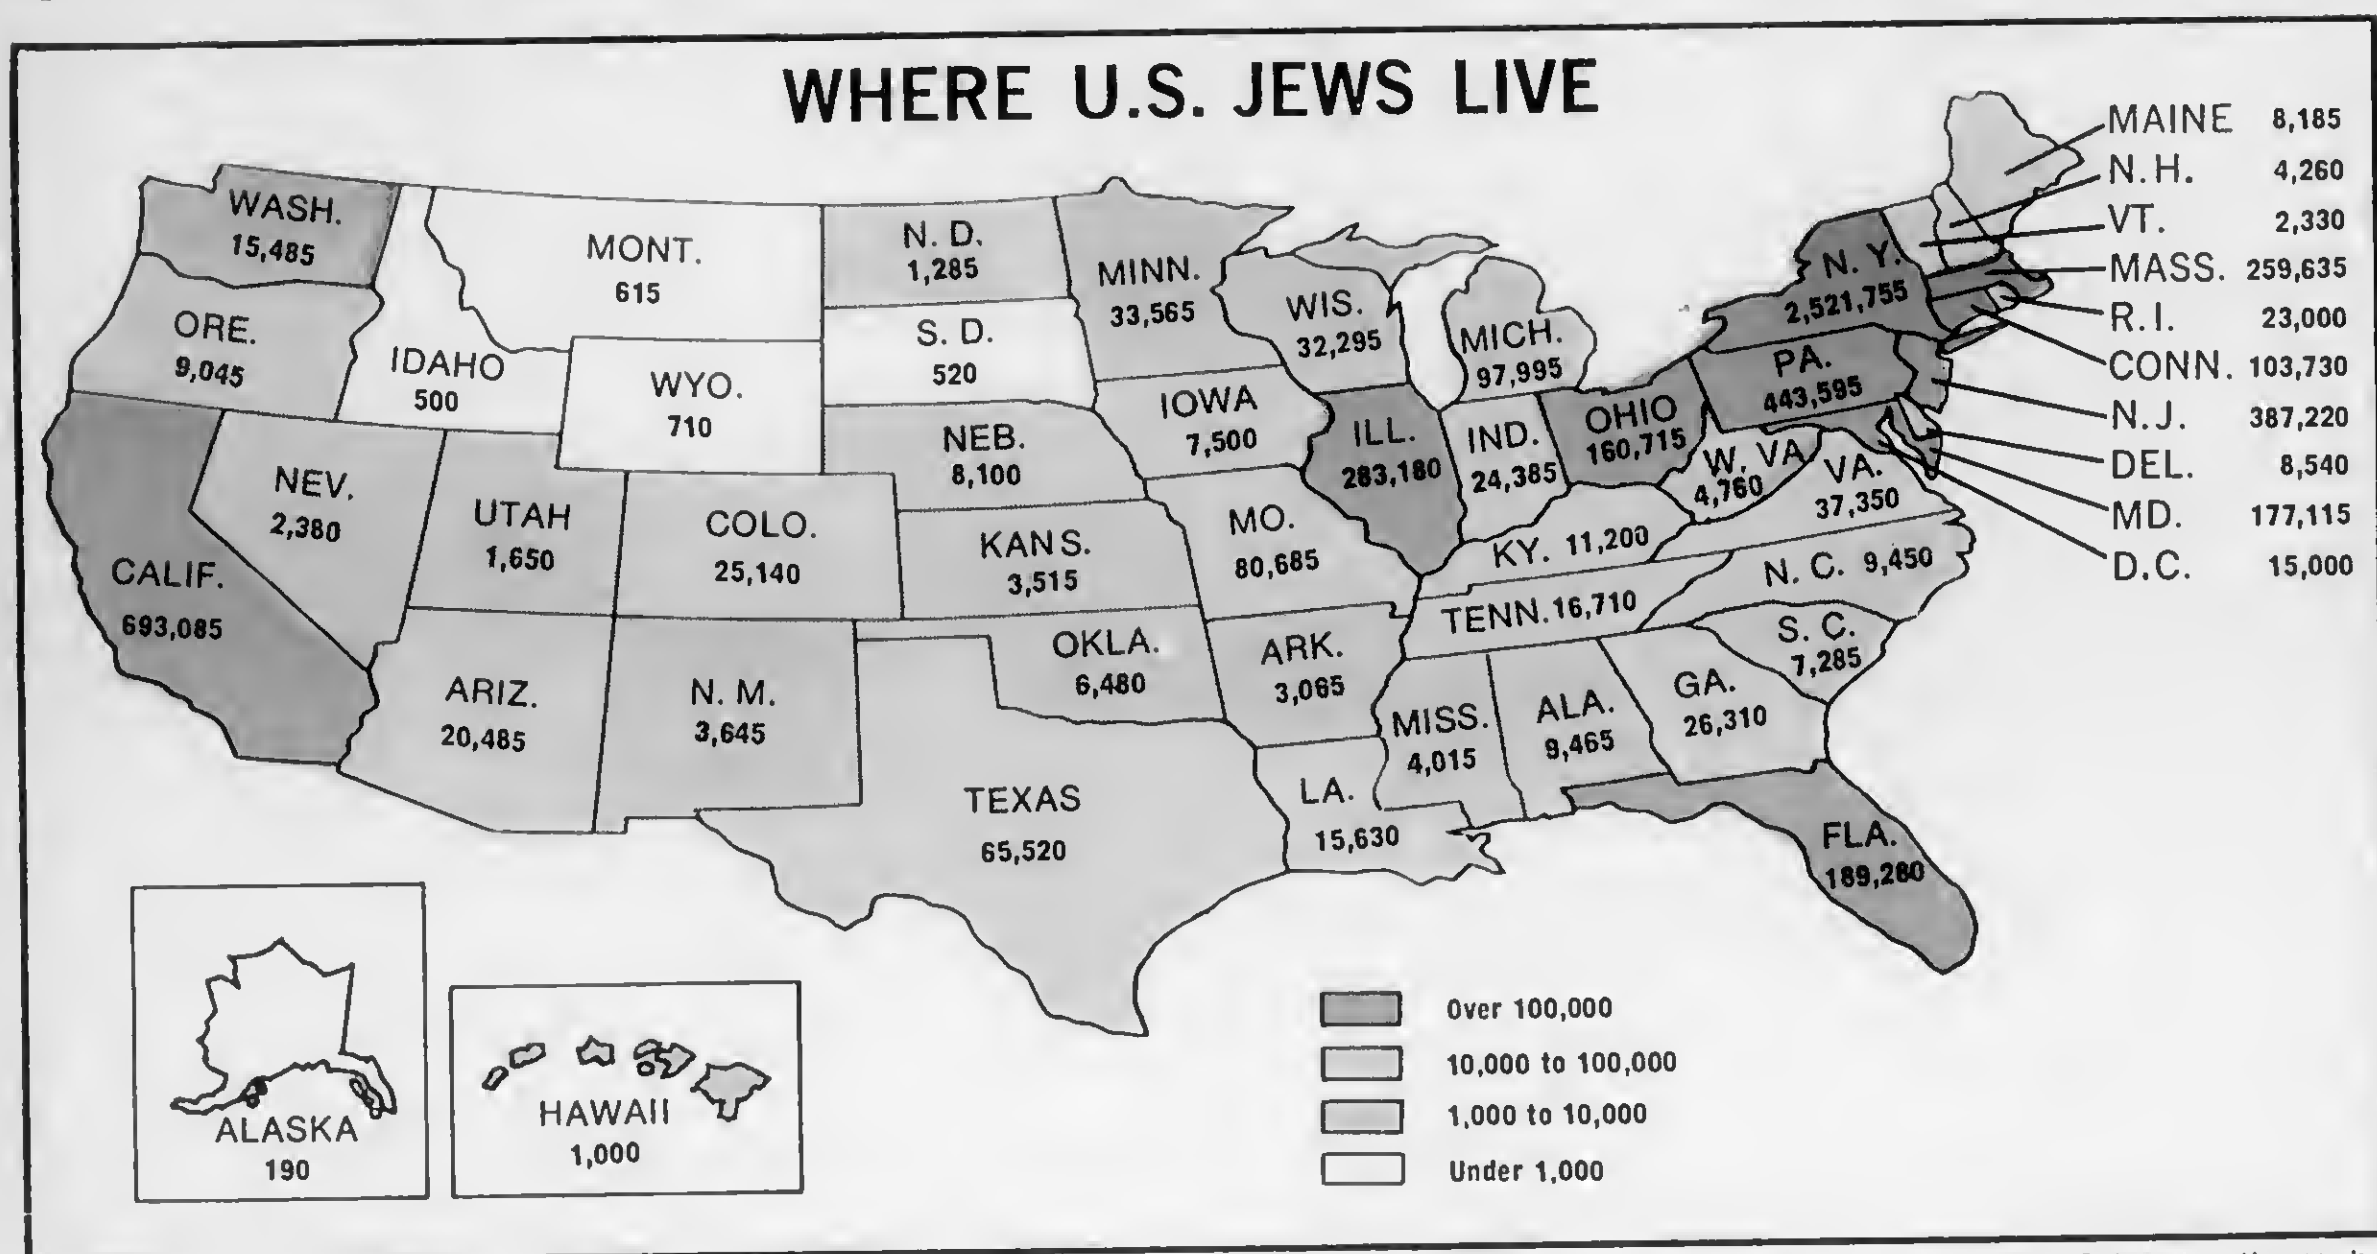 WHERE U.S. JEWS LIVE
MAINE 8,185
N.H. 4,260
VT. 2,330
MASS. 259,635
R.I. 23,000
CONN. 103,730
N.J. 387,220
DEL. 8,540
MD. 177,115
D.C. 15,000
WASH.
15,485
MONT.
615
N. D.
1,285
MINN.
33,565
ORE.
9,045
IDAHO
500
WYO.
710
S. D.
520
WIS.
32,295
MICH.
97,995
N. Y.
2,521,755
PA.
443,595
NEB.
8,100
IOWA
7,500
ILL.
283,180
IND.
24,385
OHIO
160,715
W. VA
4,760
VA.
37,350
NEV.
2,380
UTAH
1,650
COLO.
25,140
KANS.
3,515
MO.
80,685
KY. 11,200
CALIF.
693,085
TENN. 16,710
N. C. 9,450
ARIZ.
20,485
N. M.
3,645
OKLA.
6,480
ARK.
3,065
S. C.
7,285
MISS.
4,015
ALA.
9,465
GA.
26,310
TEXAS
65,520
LA.
15,630
FLA.
189,280
ALASKA
190
HAWAII
1,000
Over 100,000
10,000 to 100,000
1,000 to 10,000
Under 1,000